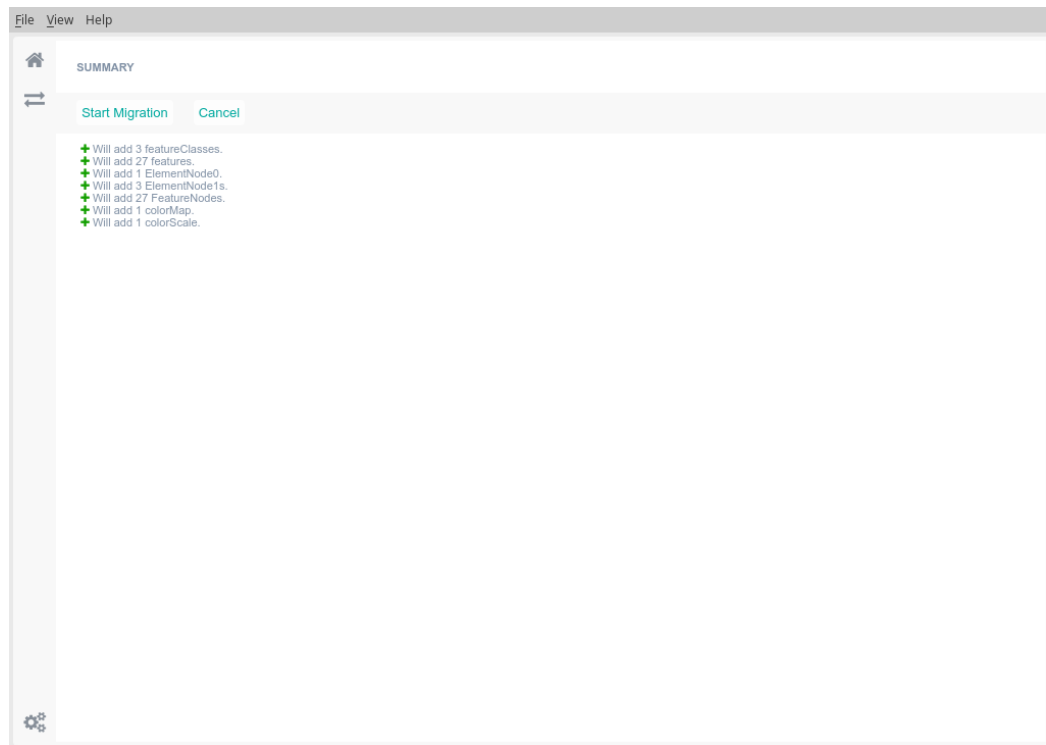 File View Help
SUMMARY
Start Migration Cancel
Will add 3 featureClasses.
Will add 27 features.
Will add 1 ElementNode0.
Will add 3 ElementNode1s.
Will add 27 FeatureNodes.
Will add 1 colorMap.
Will add 1 colorScale.